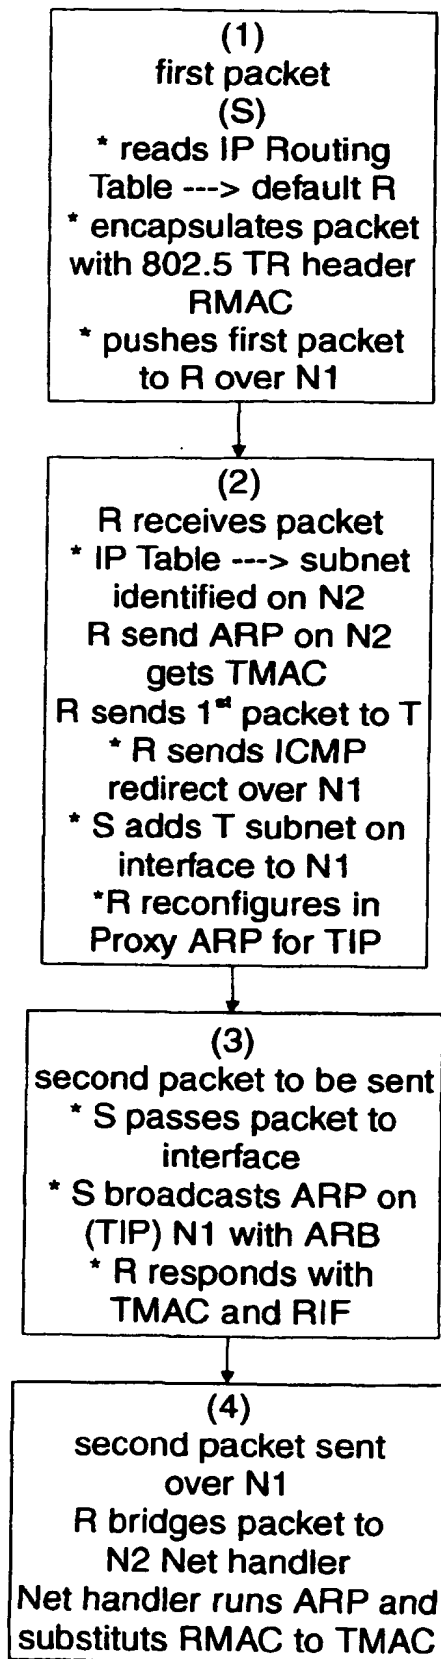 (1)
first packet
(S)
* reads IP Routing
Table ---> default R
* encapsulates packet
with 802.5 TR header
RMAC
* pushes first packet
to R over N1
(2)
R receives packet
* IP Table ---> subnet
identified on N2
R send ARP on N2
gets TMAC
R sends 1st packet to T
* R sends ICMP
redirect over N1
* S adds T subnet on
interface to N1
*R reconfigures in
Proxy ARP for TIP
(3)
second packet to be sent
* S passes packet to
interface
* S broadcasts ARP on
(TIP) N1 with ARB
* R responds with
TMAC and RIF
(4)
second packet sent
over N1
R bridges packet to
N2 Net handler
Net handler runs ARP and
substituts RMAC to TMAC